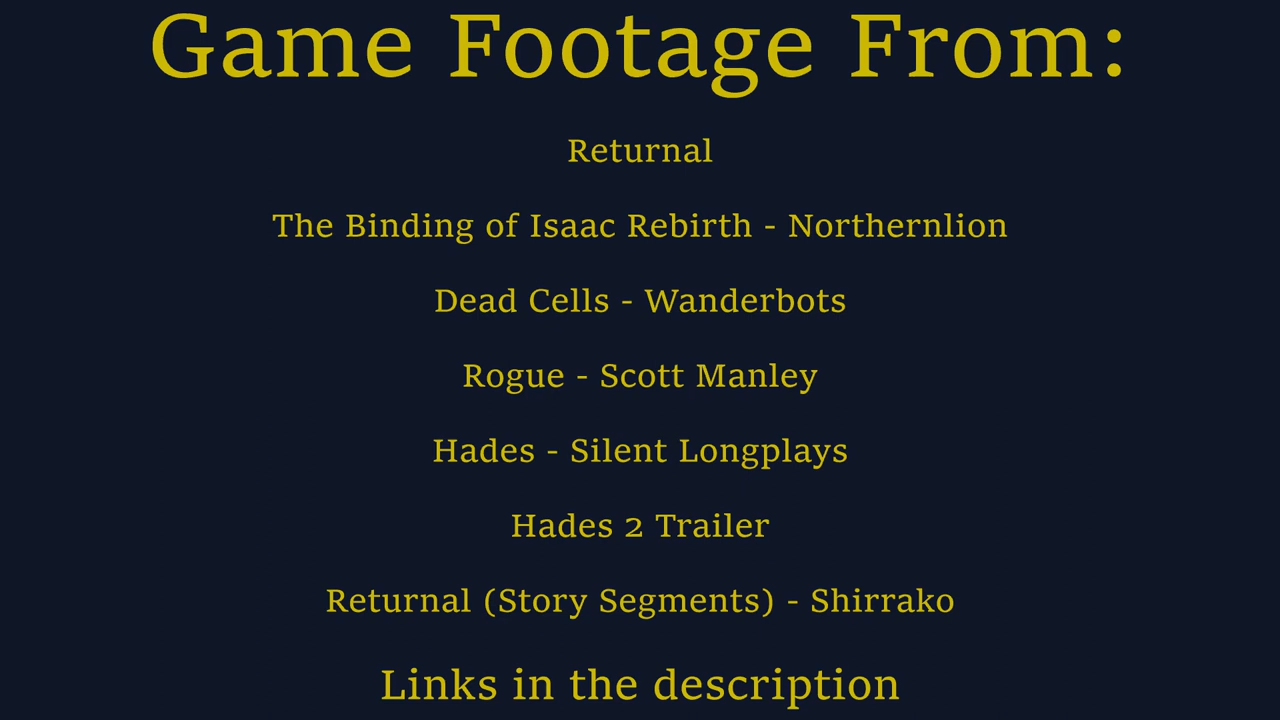 Game Footage From:
Returnal
The Binding of Isaac Rebirth - Northernlion
Dead Cells - Wanderbots
Rogue - Scott Manley
Hades - Silent Longplays
Hades 2 Trailer
Returnal (Story Segments) - Shirrako
Links in the description